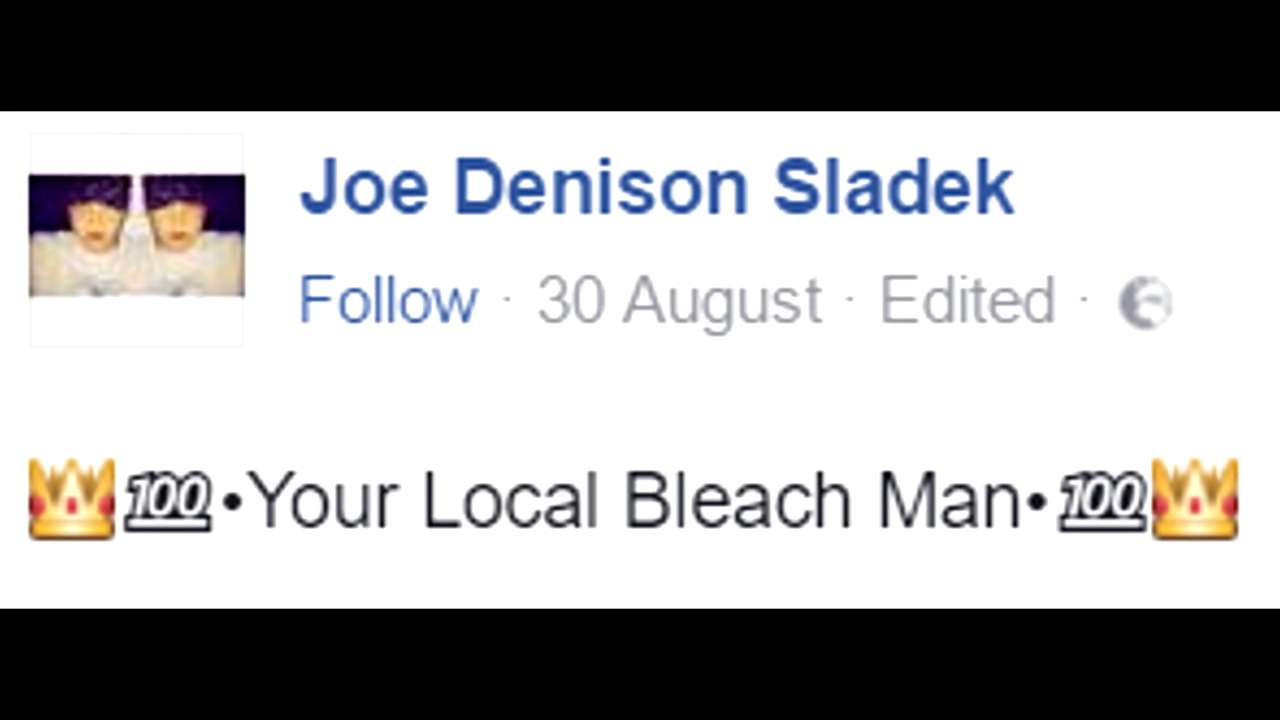 Joe Denison Sladek
Follow · 30 August · Edited ·
👑💯•Your Local Bleach Man•💯👑